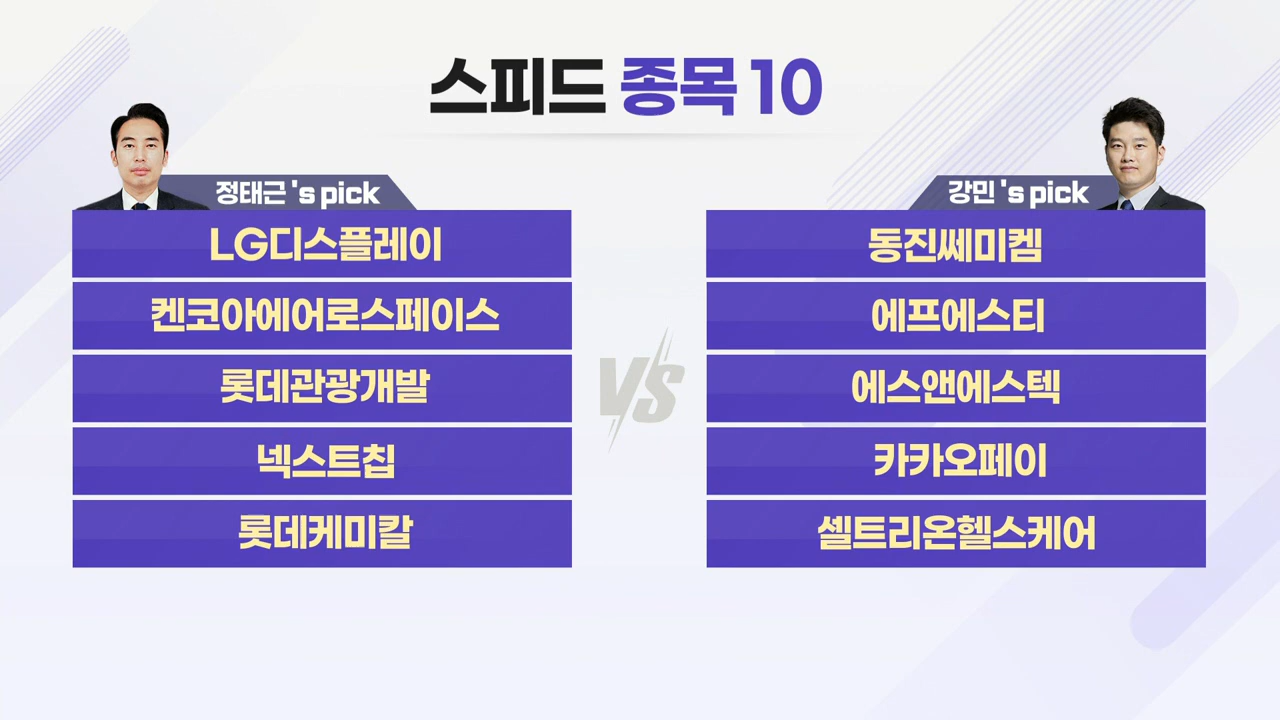 스피드 종목 10
정태근 's pick
LG디스플레이
켄코아에어로스페이스
롯데관광개발
넥스트칩
롯데케미칼
VS
강민 's pick
동진쎄미켐
에프에스티
에스앤에스텍
카카오페이
셀트리온헬스케어